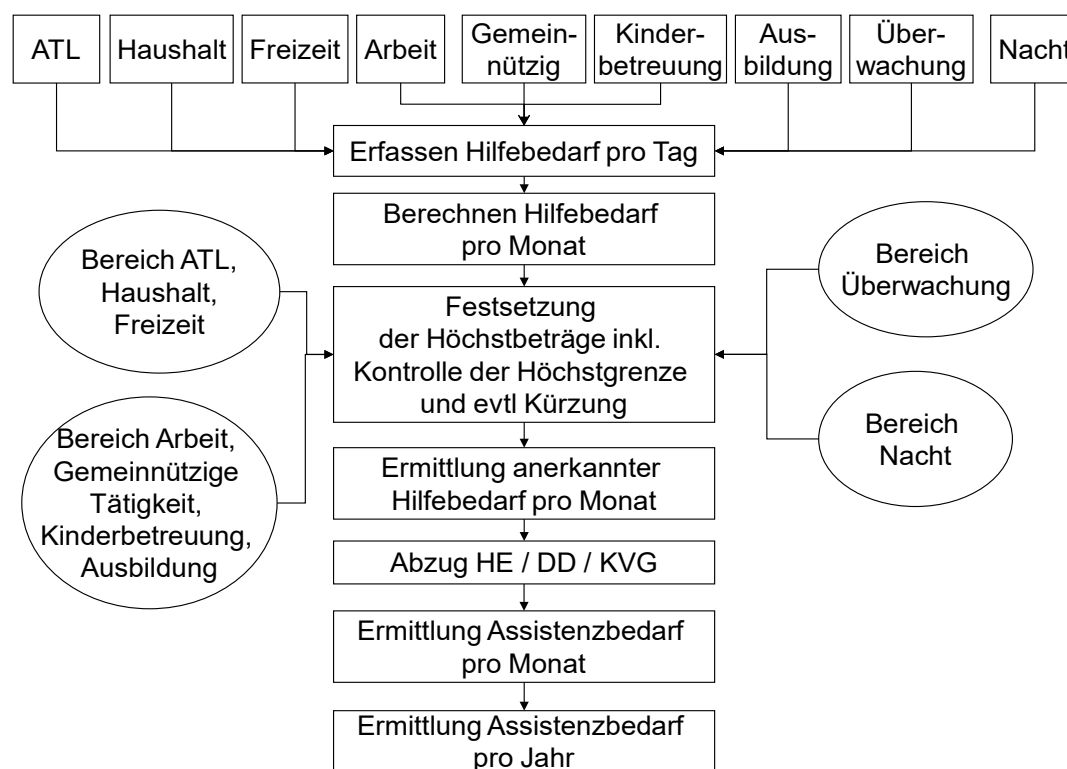 ATL
Haushalt
Freizeit
Arbeit
Gemein-
nützig
Kinder-
betreuung
Aus-
bildung
Über-
wachung
Nacht
Erfassen Hilfebedarf pro Tag
Berechnen Hilfebedarf
pro Monat
Bereich ATL,
Haushalt,
Freizeit
Bereich
Überwachung
Festsetzung
der Höchstbeträge inkl.
Kontrolle der Höchstgrenze
und evtl Kürzung
Bereich Arbeit,
Gemeinnützige
Tätigkeit,
Kinderbetreuung,
Ausbildung
Bereich
Nacht
Ermittlung anerkannter
Hilfebedarf pro Monat
Abzug HE / DD / KVG
Ermittlung Assistenzbedarf
pro Monat
Ermittlung Assistenzbedarf
pro Jahr